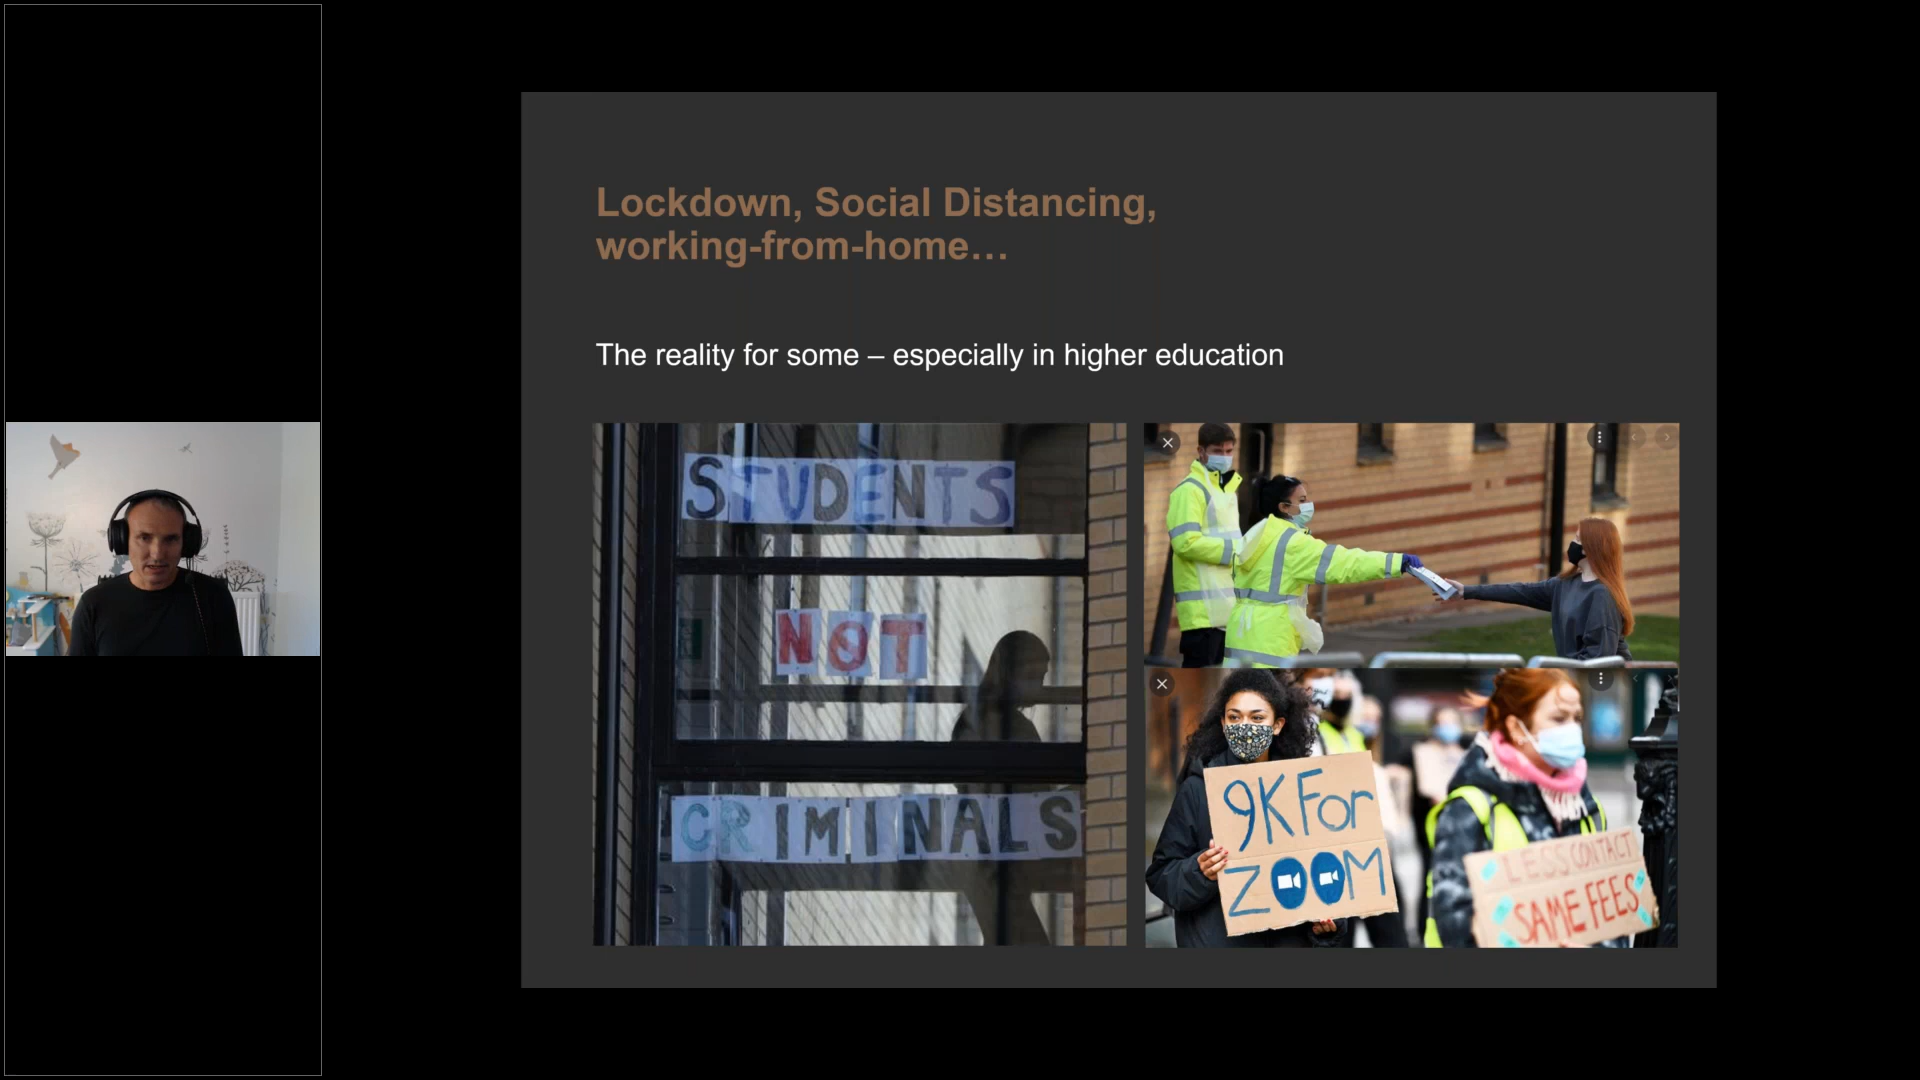 Lockdown, Social Distancing,
working-from-home…
The reality for some – especially in higher education
STUDENTS
NOT
CRIMINALS
9K For
ZOOM
LESS CONTACT
SAME FEES